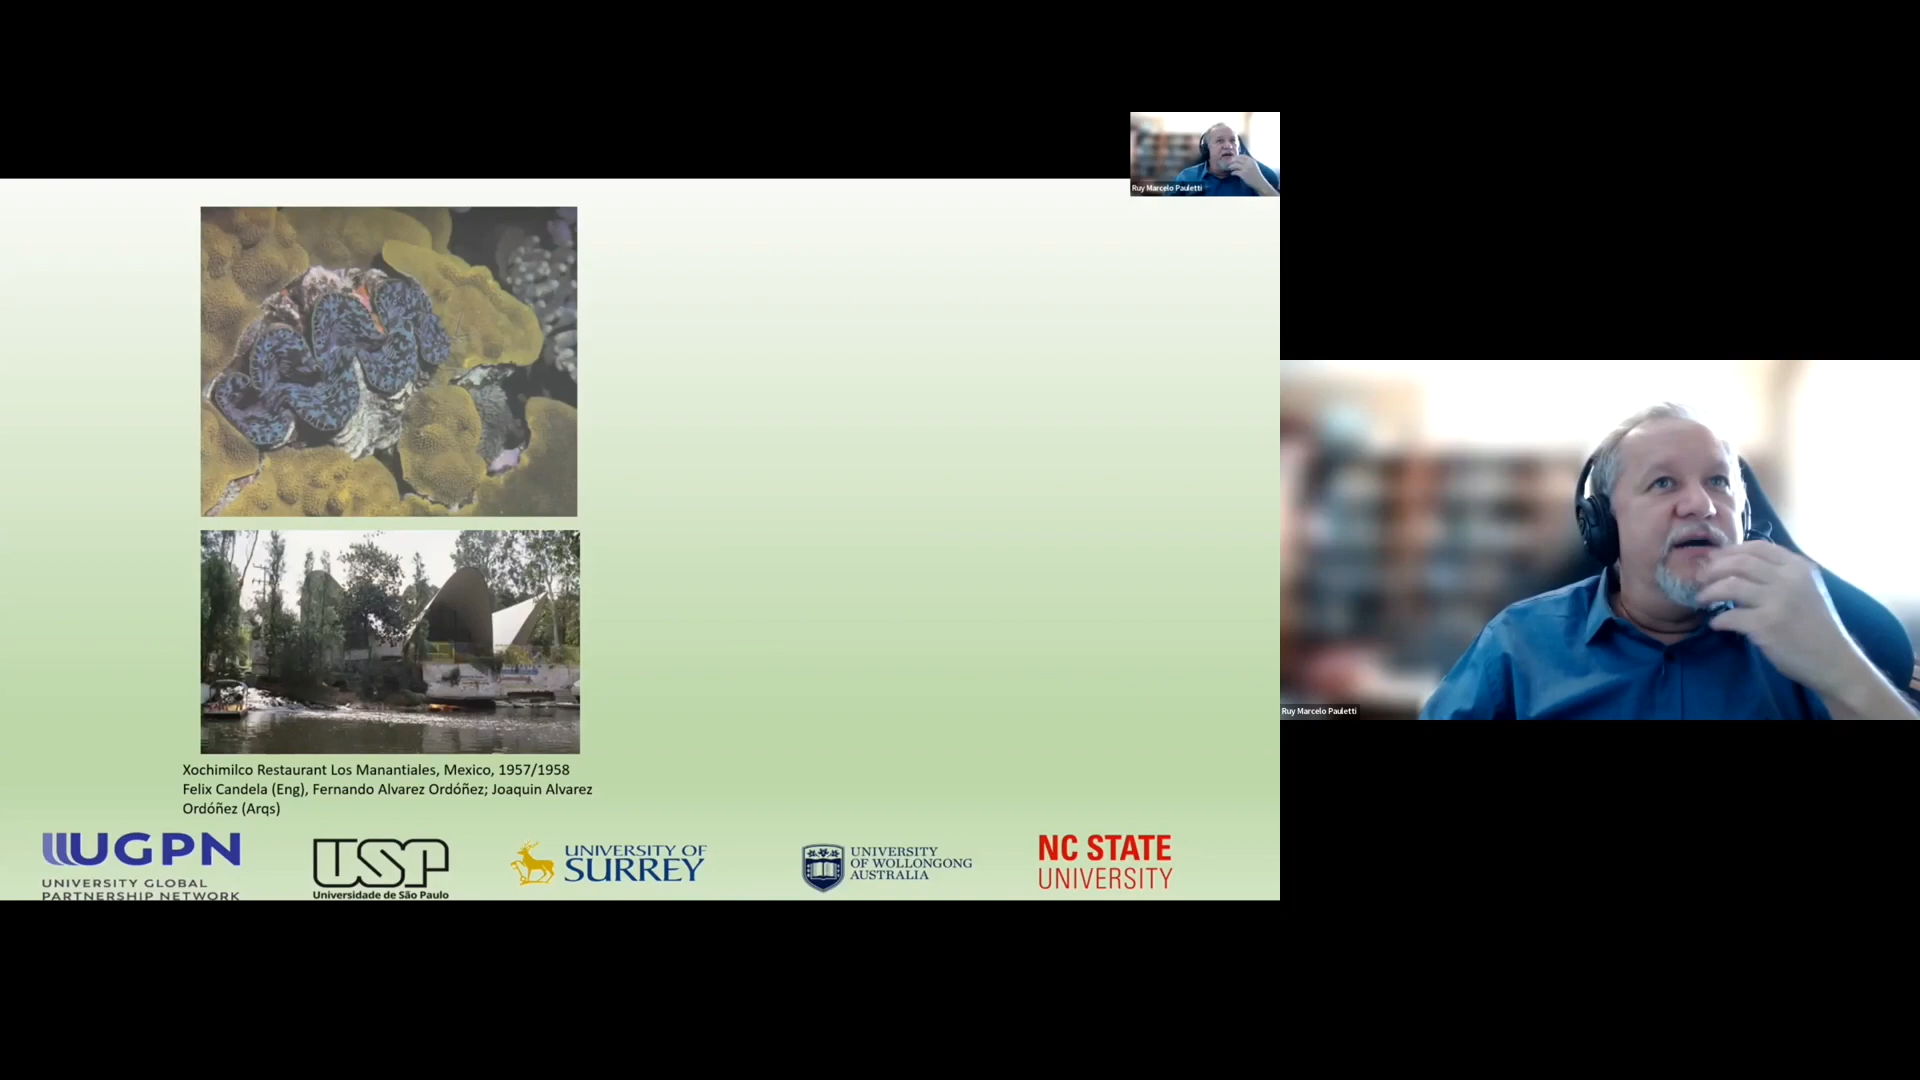 Ruy Marcelo Pauletti
Xochimilco Restaurant Los Manantiales, Mexico, 1957/1958
Felix Candela (Eng), Fernando Alvarez Ordóñez; Joaquin Alvarez
Ordóñez (Arqs)
UGPN
UNIVERSITY GLOBAL
PARTNERSHIP NETWORK
USP
Universidade de São Paulo
UNIVERSITY OF
SURREY
UNIVERSITY
OF WOLLONGONG
AUSTRALIA
NC STATE
UNIVERSITY
Ruy Marcelo Pauletti